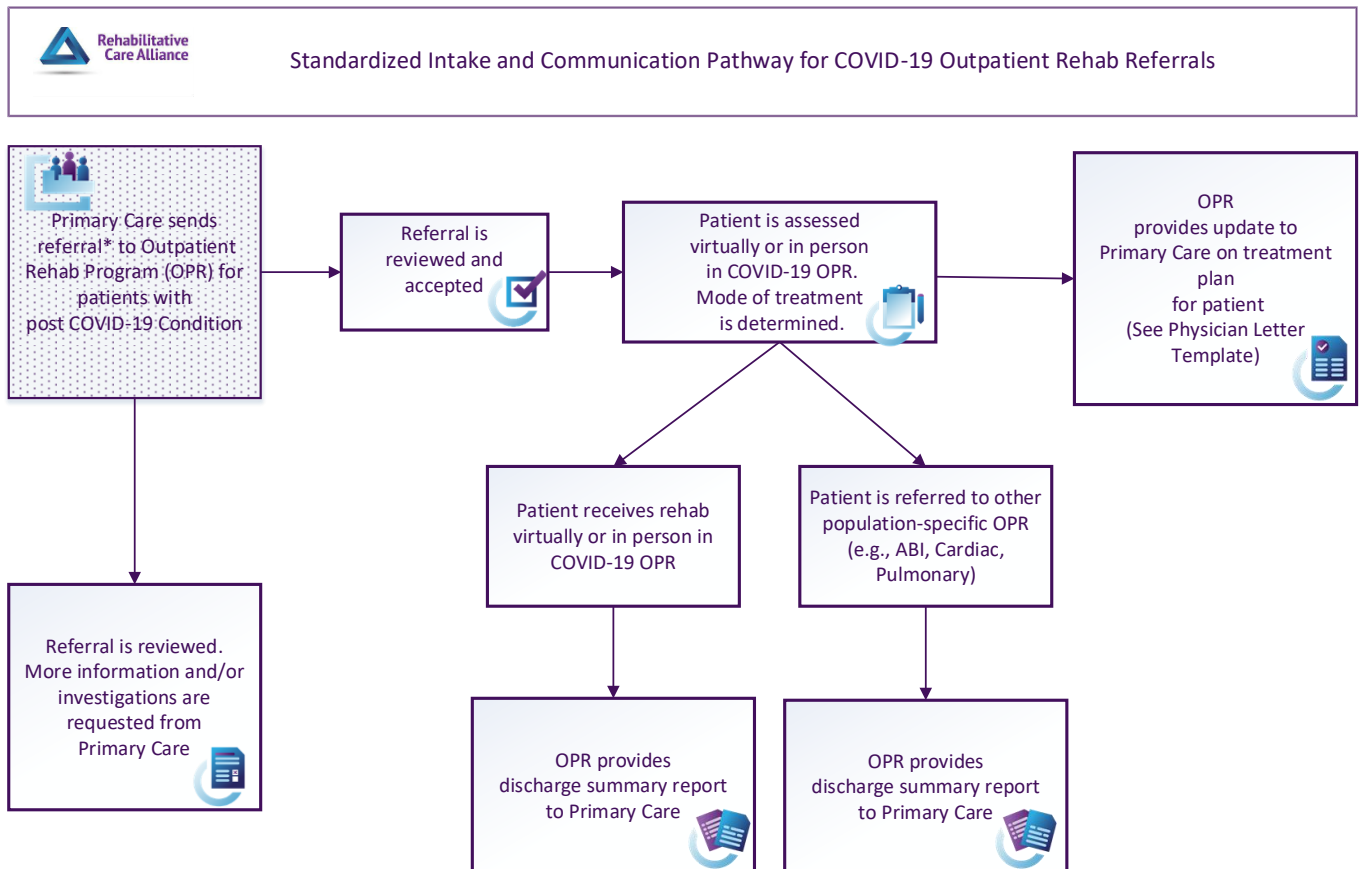 Rehabilitative
Care Alliance
Standardized Intake and Communication Pathway for COVID-19 Outpatient Rehab Referrals
Primary Care sends
referral* to Outpatient
Rehab Program (OPR) for
patients with
post COVID-19 Condition
Referral is
reviewed and
accepted
Patient is assessed
virtually or in person
in COVID-19 OPR.
Mode of treatment
is determined.
OPR
provides update to
Primary Care on treatment
plan
for patient
(See Physician Letter
Template)
Patient receives rehab
virtually or in person in
COVID-19 OPR
Patient is referred to other
population-specific OPR
(e.g., ABI, Cardiac,
Pulmonary)
Referral is reviewed.
More information and/or
investigations are
requested from
Primary Care
OPR provides
discharge summary report
to Primary Care
OPR provides
discharge summary report
to Primary Care